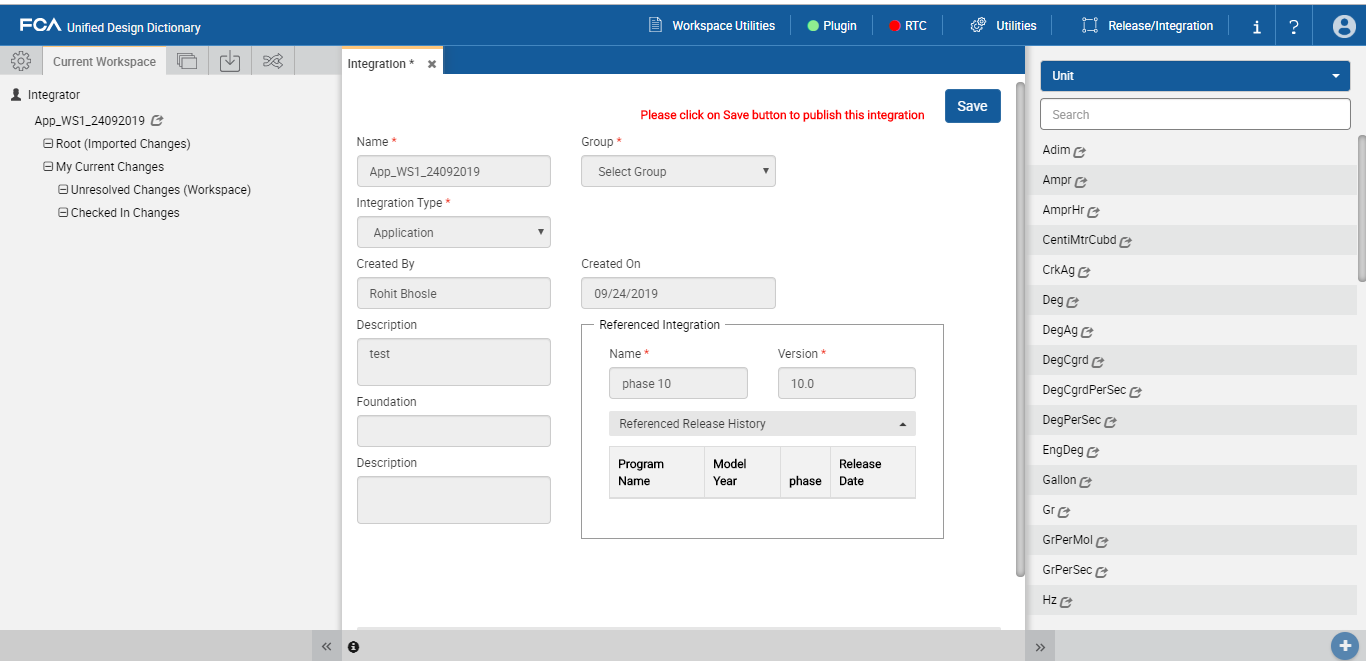 FCA Unified Design Dictionary
Workspace Utilities
Plugin
RTC
Utilities
Release/Integration
i
?
Current Workspace
Integration *
Integrator
App_WS1_24092019
Root (Imported Changes)
My Current Changes
Unresolved Changes (Workspace)
Checked In Changes
Please click on Save button to publish this integration
Save
Name *
Group *
App_WS1_24092019
Select Group
Integration Type *
Application
Created By
Created On
Rohit Bhosle
09/24/2019
Description
test
Foundation
Description
Referenced Integration
Name *
Version *
phase 10
10.0
Referenced Release History
Program Name
Model Year
phase
Release Date
Unit
Search
Adim
Ampr
AmprHr
CentiMtrCubd
CrkAg
Deg
DegAg
DegCgrd
DegCgrdPerSec
DegPerSec
EngDeg
Gallon
Gr
GrPerMol
GrPerSec
Hz